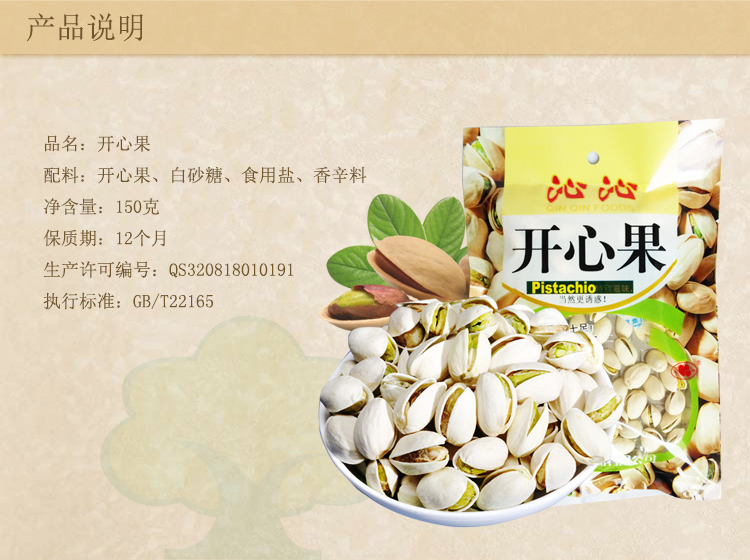 产品说明
品名：开心果
配料：开心果、白砂糖、食用盐、香辛料
净含量：150克
保质期：12个月
生产许可编号：QS320818010191
执行标准：GB/T22165
沁沁
QIN QIN FOODS
开心果
Pistachio
当然更诱惑！